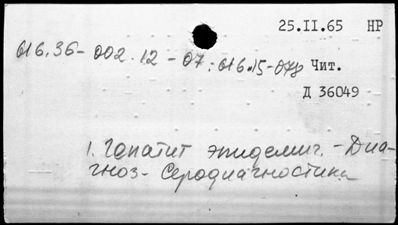 25.II.65 НР
616.36-002.12-07:616.15-07
Чит.
Д 36049
1. Гепатит эпидемич. - Диа-
гноз - Серодиагностика